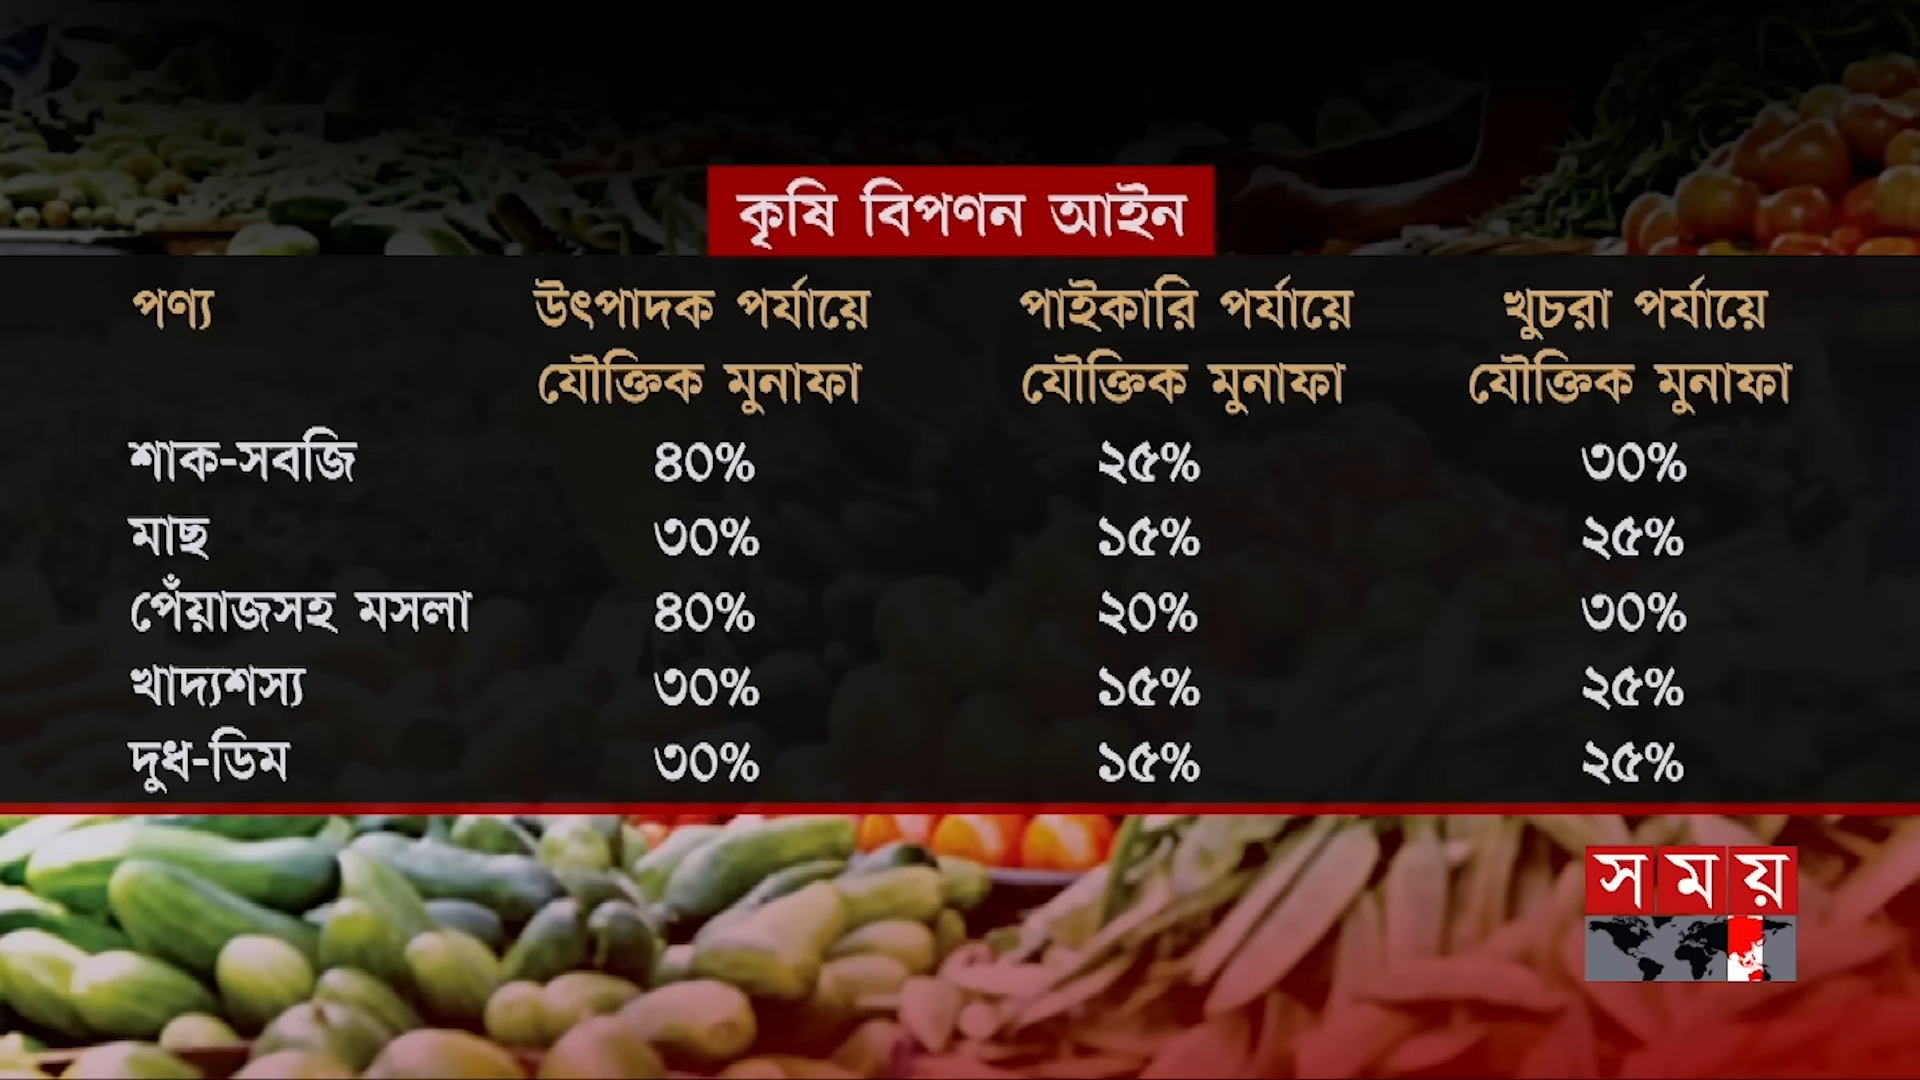 কৃষি বিপণন আইন
পণ্য উৎপাদক পর্যায়ে পাইকারি পর্যায়ে খুচরা পর্যায়ে
যৌক্তিক মুনাফা যৌক্তিক মুনাফা যৌক্তিক মুনাফা
শাক-সবজি ৪০% ২৫% ৩০%
মাছ ৩০% ১৫% ২৫%
পেঁয়াজসহ মসলা ৪০% ২০% ৩০%
খাদ্যশস্য ৩০% ১৫% ২৫%
দুধ-ডিম ৩০% ১৫% ২৫%
সময়